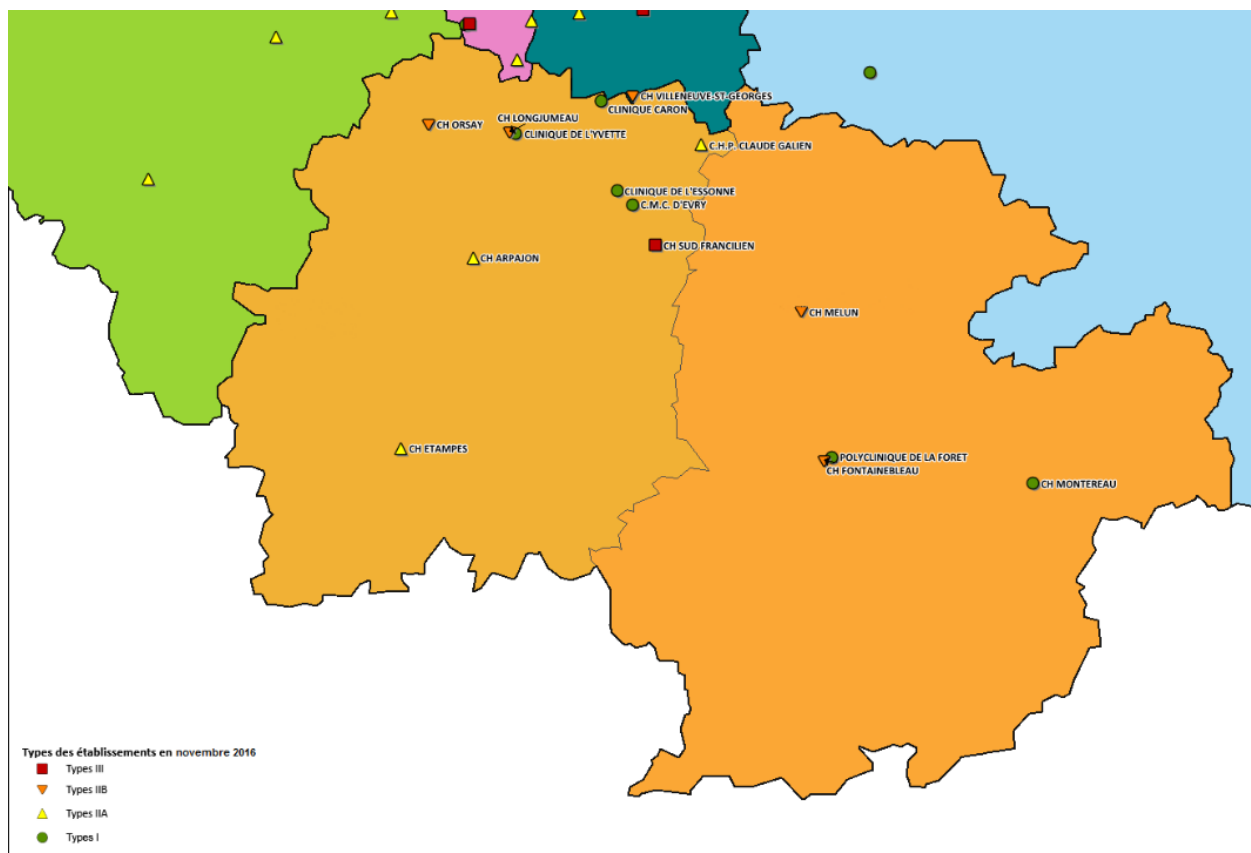 CH VILLENEUVE-ST-GEORGES
CLINIQUE CARON
CH LONGJUMEAU
CH ORSAY
CLINIQUE DE L'YVETTE
C.H.P. CLAUDE GALIEN
CLINIQUE DE L'ESSONNE
C.M.C. D'EVRY
CH SUD FRANCILIEN
CH ARPAJON
CH MELUN
CH ETAMPES
POLYCLINIQUE DE LA FORET
CH FONTAINEBLEAU
CH MONTEREAU
Types des établissements en novembre 2016
Types III
Types IIB
Types IIA
Types I